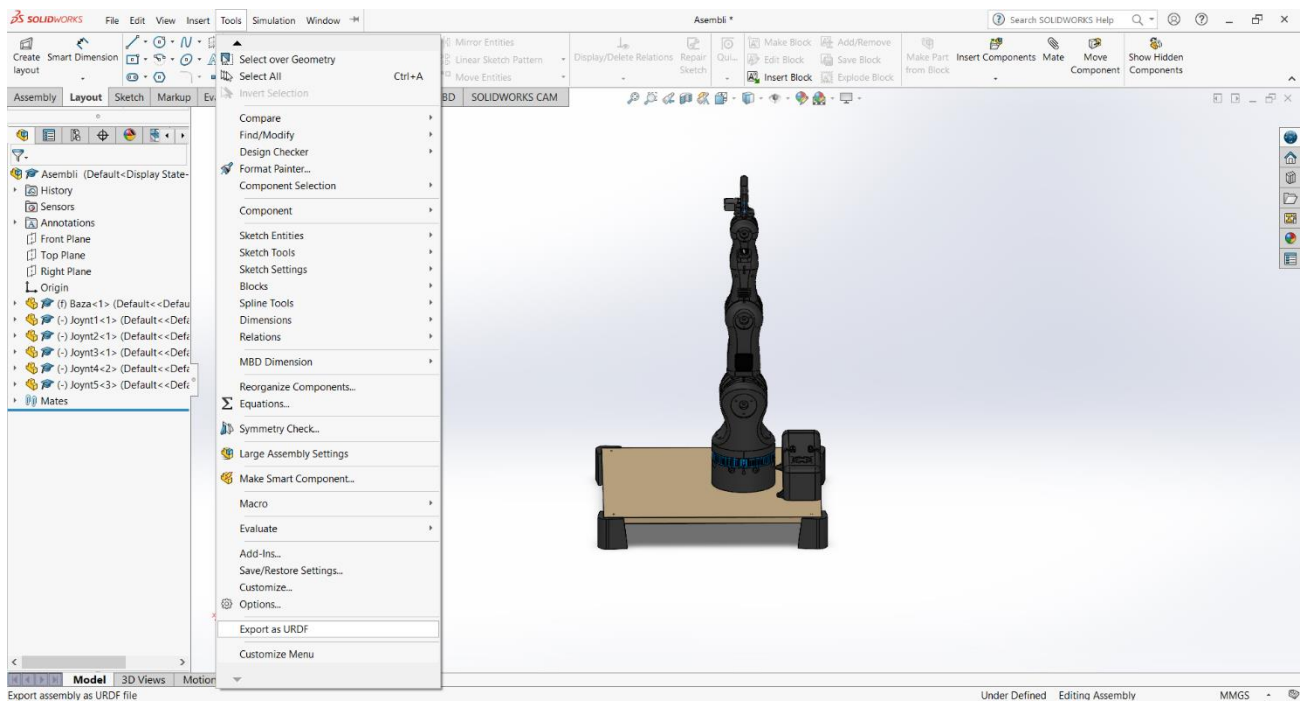 SOLIDWORKS File Edit View Insert Tools Simulation Window
Asembli *
Search SOLIDWORKS Help
Create layout
Smart Dimension
Mirror Entities
Linear Sketch Pattern
Move Entities
Display/Delete Relations
Repair Sketch
Qui...
Make Block
Edit Block
Insert Block
Add/Remove
Save Block
Explode Block
Make Part from Block
Insert Components
Mate
Move Component
Show Hidden Components
Assembly Layout Sketch Markup Ev
BD SOLIDWORKS CAM
Select over Geometry
Select All Ctrl+A
Invert Selection
Compare
Find/Modify
Design Checker
Format Painter...
Component Selection
Component
Sketch Entities
Sketch Tools
Sketch Settings
Blocks
Spline Tools
Dimensions
Relations
MBD Dimension
Reorganize Components...
Equations...
Symmetry Check...
Large Assembly Settings
Make Smart Component...
Macro
Evaluate
Add-Ins...
Save/Restore Settings...
Customize...
Options...
Export as URDF
Customize Menu
Asembli (Default<Display State-
History
Sensors
Annotations
Front Plane
Top Plane
Right Plane
Origin
(f) Baza<1> (Default<<Defau
(-) Joynt1<1> (Default<<Defa
(-) Joynt2<1> (Default<<Defa
(-) Joynt3<1> (Default<<Defa
(-) Joynt4<2> (Default<<Defa
(-) Joynt5<3> (Default<<Defa
Mates
Model 3D Views Motion
Export assembly as URDF file
Under Defined Editing Assembly MMGS